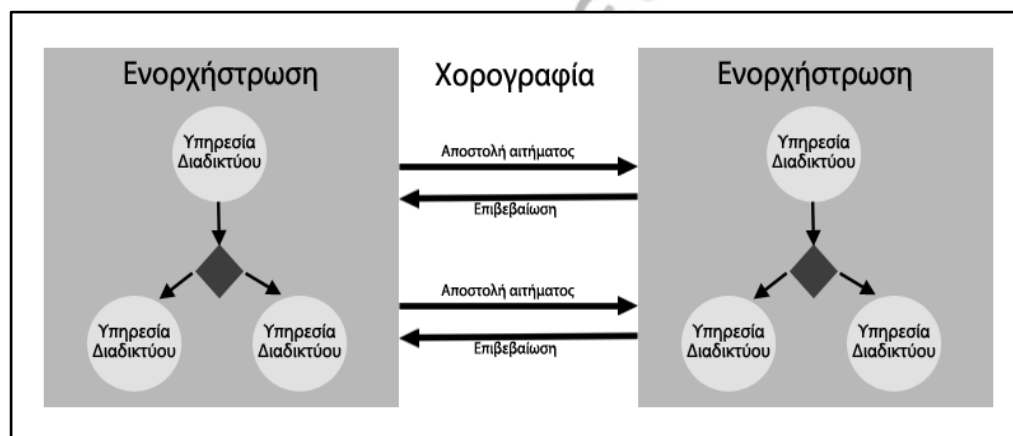 Ενορχήστρωση
Χορογραφία
Ενορχήστρωση
Υπηρεσία
Διαδικτύου
Υπηρεσία
Διαδικτύου
Υπηρεσία
Διαδικτύου
Αποστολή αιτήματος
Επιβεβαίωση
Αποστολή αιτήματος
Επιβεβαίωση
Υπηρεσία
Διαδικτύου
Υπηρεσία
Διαδικτύου
Υπηρεσία
Διαδικτύου